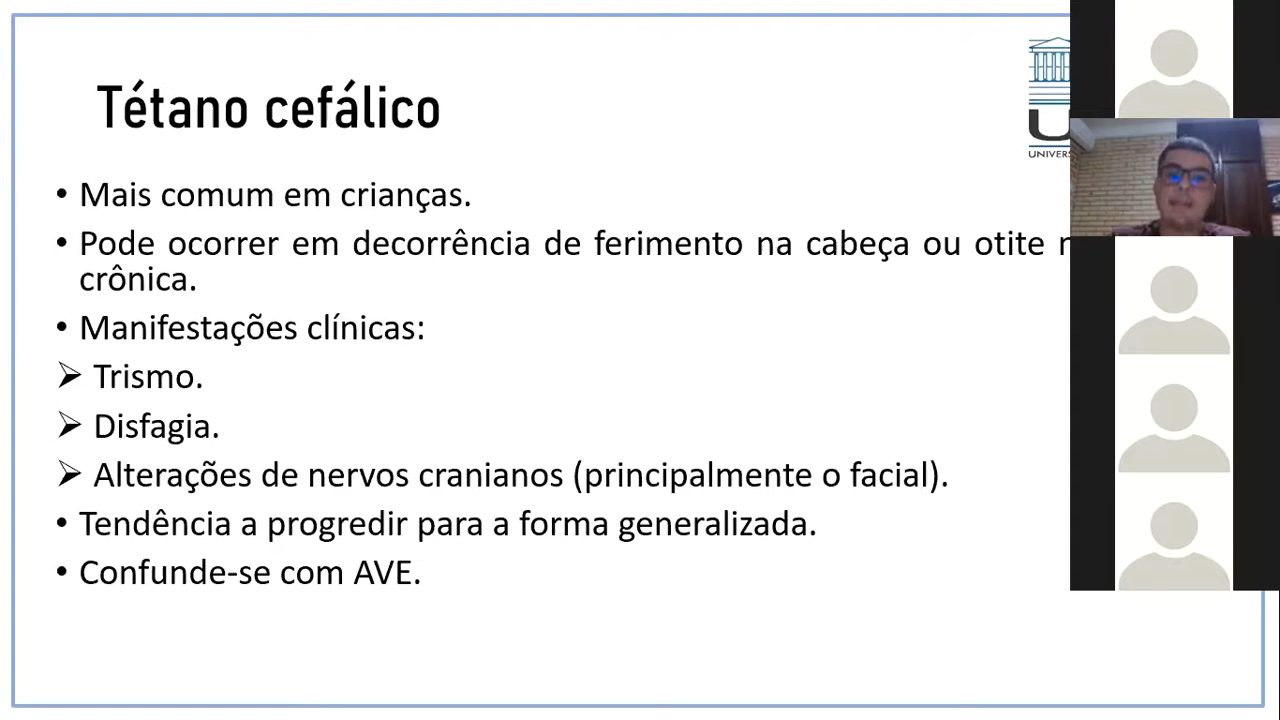 Tétano cefálico
U
UNIVERS
• Mais comum em crianças.
• Pode ocorrer em decorrência de ferimento na cabeça ou otite
crônica.
• Manifestações clínicas:
➢ Trismo.
➢ Disfagia.
➢ Alterações de nervos cranianos (principalmente o facial).
• Tendência a progredir para a forma generalizada.
• Confunde-se com AVE.